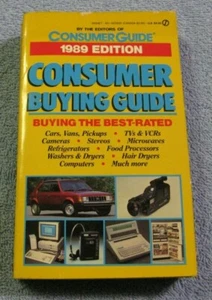 BY THE EDITORS OF
CONSUMER GUIDE®
1989 EDITION
CONSUMER
BUYING GUIDE
BUYING THE BEST-RATED
Cars, Vans, Pickups • TVs & VCRs
Cameras • Stereos • Microwaves
Refrigerators • Food Processors
Washers & Dryers • Hair Dryers
Computers • Much more